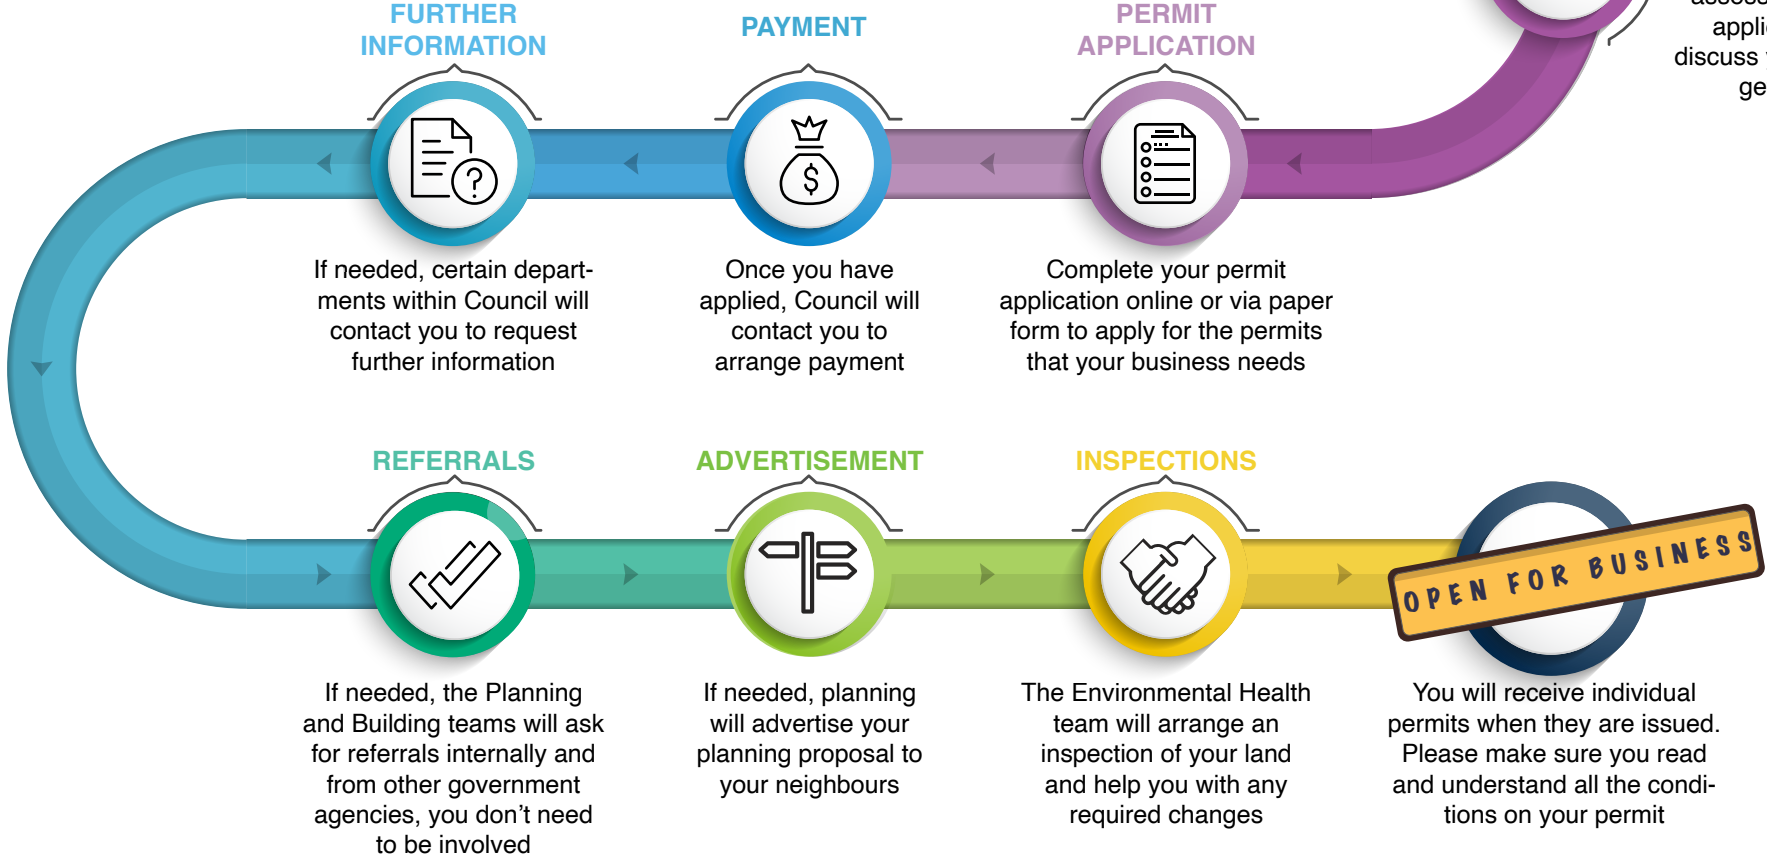 assess
applic
discuss y
ge
PERMIT
APPLICATION
Complete your permit
application online or via paper
form to apply for the permits
that your business needs
PAYMENT
$
Once you have
applied, Council will
contact you to
arrange payment
FURTHER
INFORMATION
?
If needed, certain depart-
ments within Council will
contact you to request
further information
REFERRALS
If needed, the Planning
and Building teams will ask
for referrals internally and
from other government
agencies, you don't need
to be involved
ADVERTISEMENT
If needed, planning
will advertise your
planning proposal to
your neighbours
INSPECTIONS
The Environmental Health
team will arrange an
inspection of your land
and help you with any
required changes
OPEN FOR BUSINESS
You will receive individual
permits when they are issued.
Please make sure you read
and understand all the condi-
tions on your permit